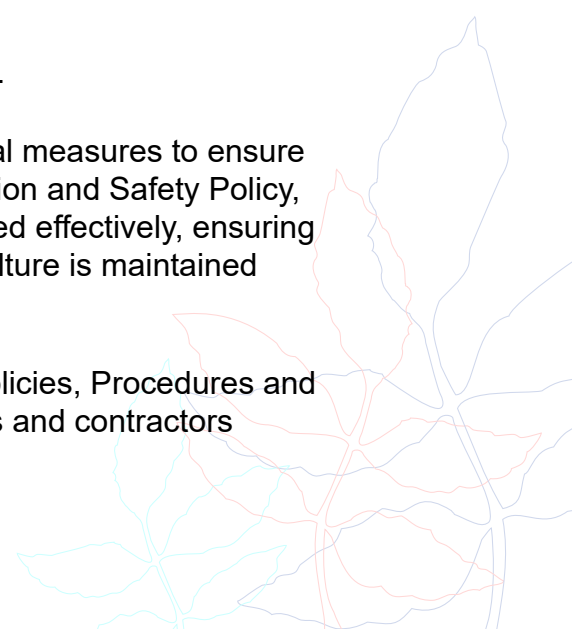 al measures to ensure
ion and Safety Policy,
ed effectively, ensuring
lture is maintained
licies, Procedures and
s and contractors